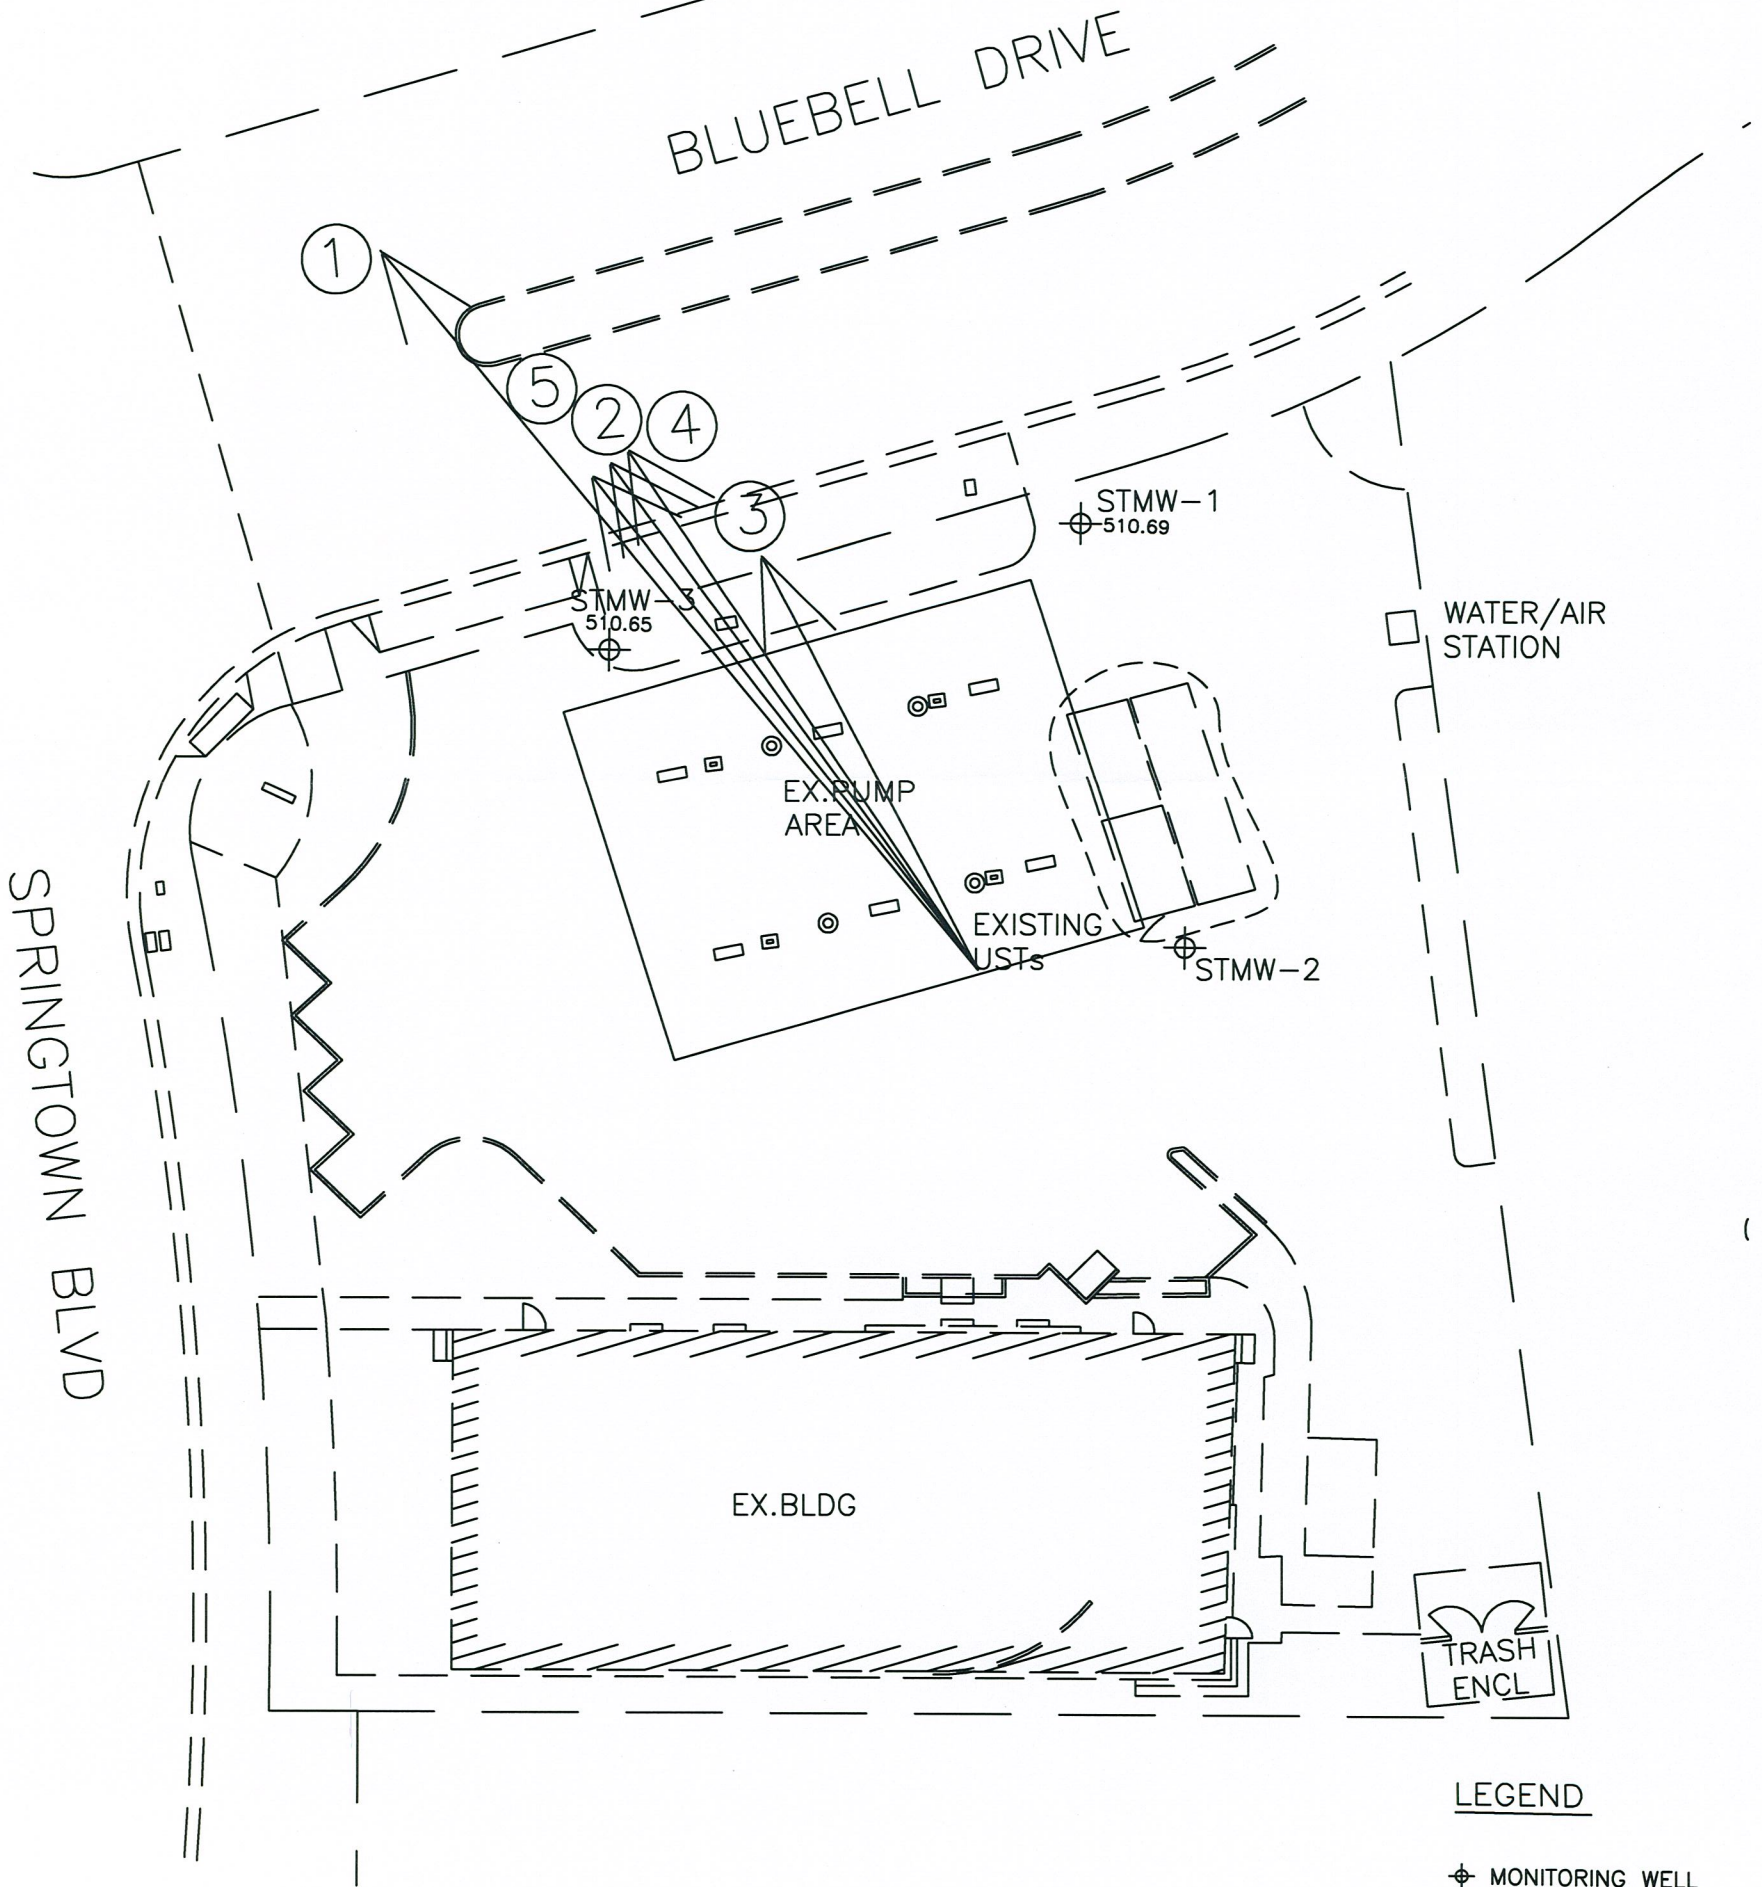 BLUEBELL DRIVE
1
5
2
4
3
STMW-1
510.69
STMW-3
510.65
WATER/AIR
STATION
EX.PUMP
AREA
EXISTING
USTs
STMW-2
SPRINGTOWN BLVD
EX.BLDG
TRASH
ENCL
LEGEND
MONITORING WELL